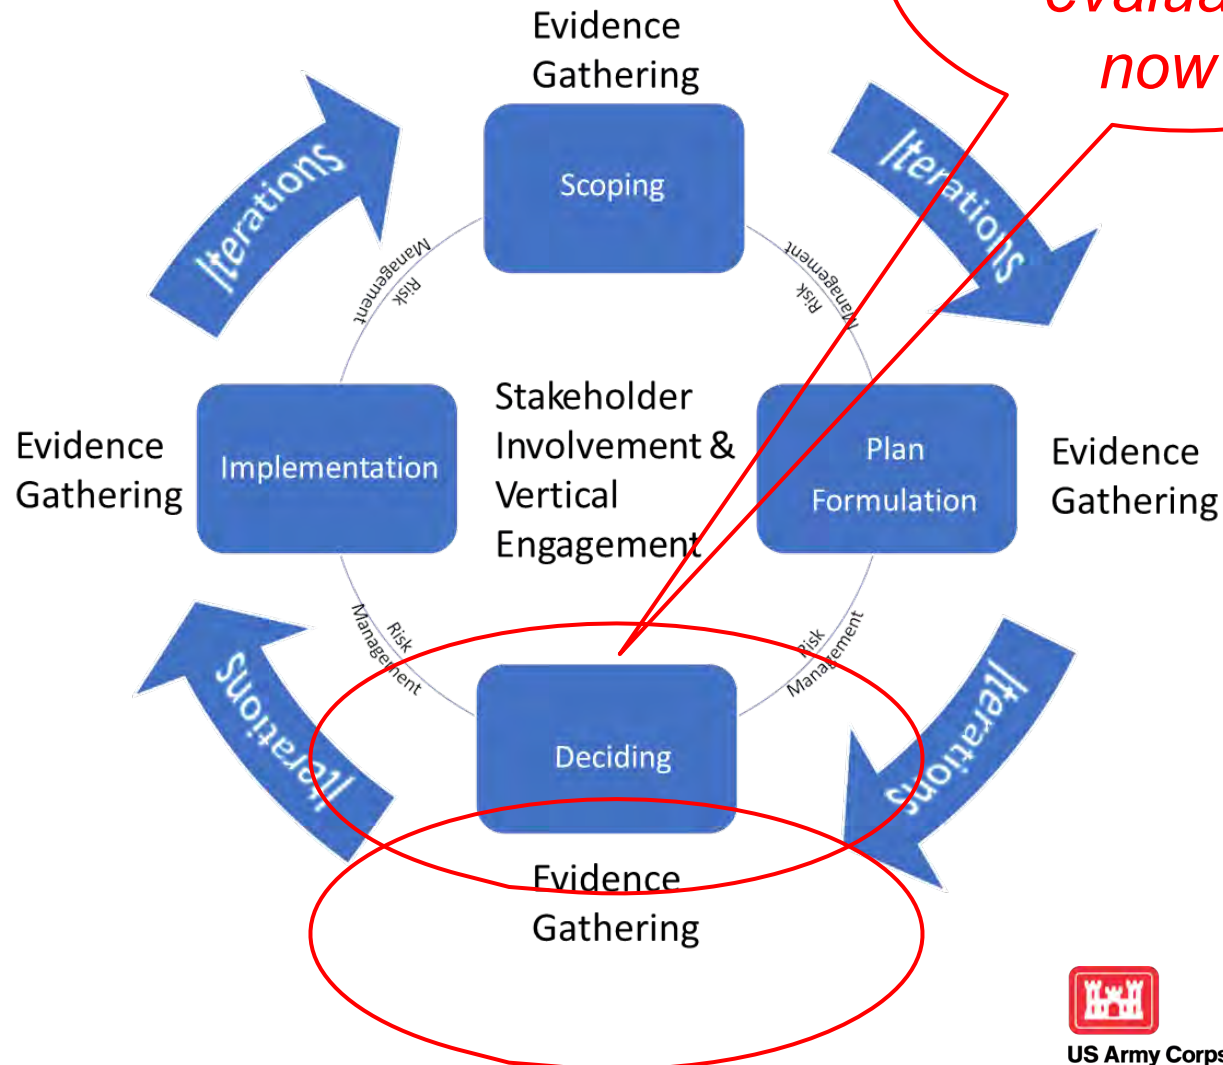 evalua
now
Evidence
Gathering
Iterations
Iterations
Scoping
Risk
Management
Risk
Management
Evidence
Gathering
Implementation
Stakeholder
Involvement &
Vertical
Engagement
Plan
Formulation
Evidence
Gathering
Risk
Management
Risk
Management
Iterations
Iterations
Deciding
Evidence
Gathering
US Army Corps